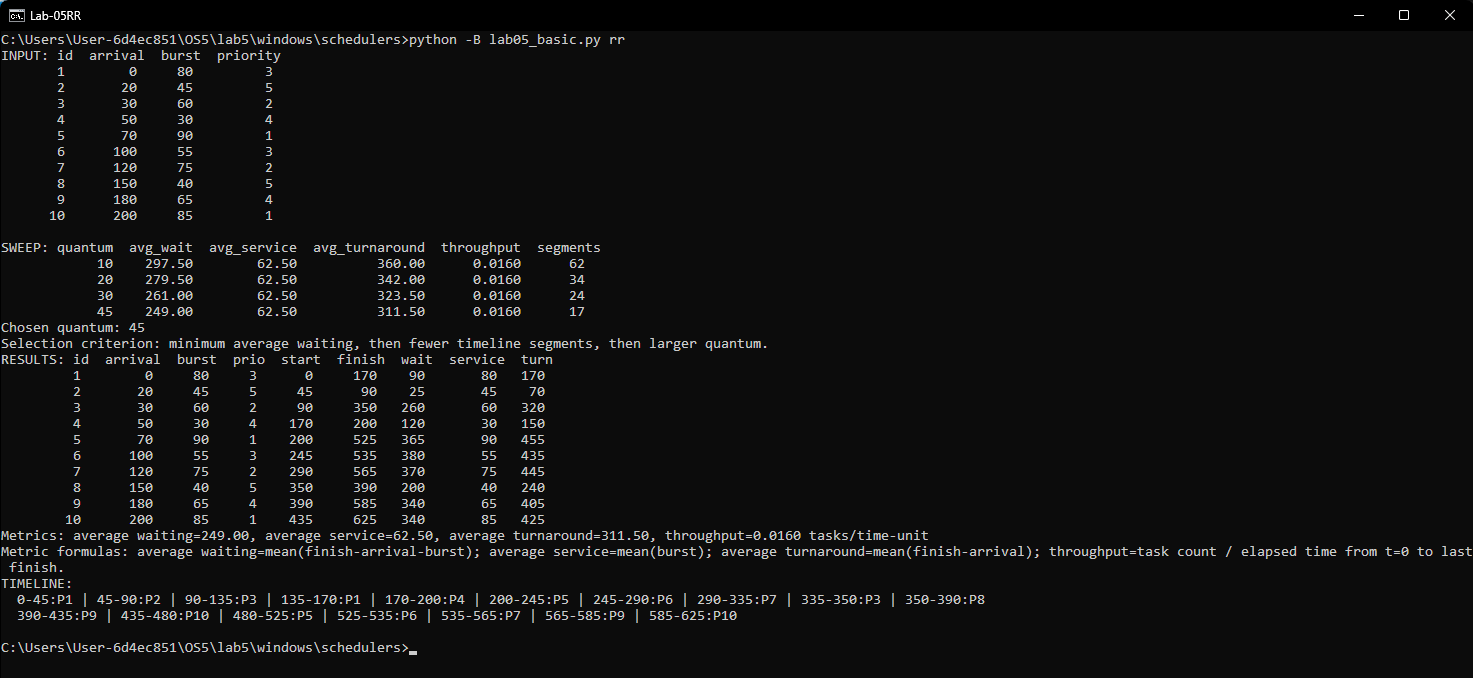 Lab-05RR
C:\Users\User-6d4ec851\OS5\lab5\windows\schedulers>python -B lab05_basic.py rr
INPUT: id  arrival  burst  priority
       1        0     80         3
       2       20     45         5
       3       30     60         2
       4       50     30         4
       5       70     90         1
       6      100     55         3
       7      120     75         2
       8      150     40         5
       9      180     65         4
      10      200     85         1
SWEEP: quantum  avg_wait  avg_service  avg_turnaround  throughput  segments
            10    297.50        62.50          360.00      0.0160      62
            20    279.50        62.50          342.00      0.0160      34
            30    261.00        62.50          323.50      0.0160      24
            45    249.00        62.50          311.50      0.0160      17
Chosen quantum: 45
Selection criterion: minimum average waiting, then fewer timeline segments, then larger quantum.
RESULTS: id  arrival  burst  prio  start  finish  wait  service  turn
         1        0     80    3      0     170    90       80   170
         2       20     45    5     45      90    25       45    70
         3       30     60    2     90     350   260       60   320
         4       50     30    4    170     200   120       30   150
         5       70     90    1    200     525   365       90   455
         6      100     55    3    245     535   380       55   435
         7      120     75    2    290     565   370       75   445
         8      150     40    5    350     390   200       40   240
         9      180     65    4    390     585   340       65   405
        10      200     85    1    435     625   340       85   425
Metrics: average waiting=249.00, average service=62.50, average turnaround=311.50, throughput=0.0160 tasks/time-unit
Metric formulas: average waiting=mean(finish-arrival-burst); average service=mean(burst); average turnaround=mean(finish-arrival); throughput=task count / elapsed time from t=0 to last
 finish.
TIMELINE:
  0-45:P1 | 45-90:P2 | 90-135:P3 | 135-170:P1 | 170-200:P4 | 200-245:P5 | 245-290:P6 | 290-335:P7 | 335-350:P3 | 350-390:P8
  390-435:P9 | 435-480:P10 | 480-525:P5 | 525-535:P6 | 535-565:P7 | 565-585:P9 | 585-625:P10
C:\Users\User-6d4ec851\OS5\lab5\windows\schedulers>